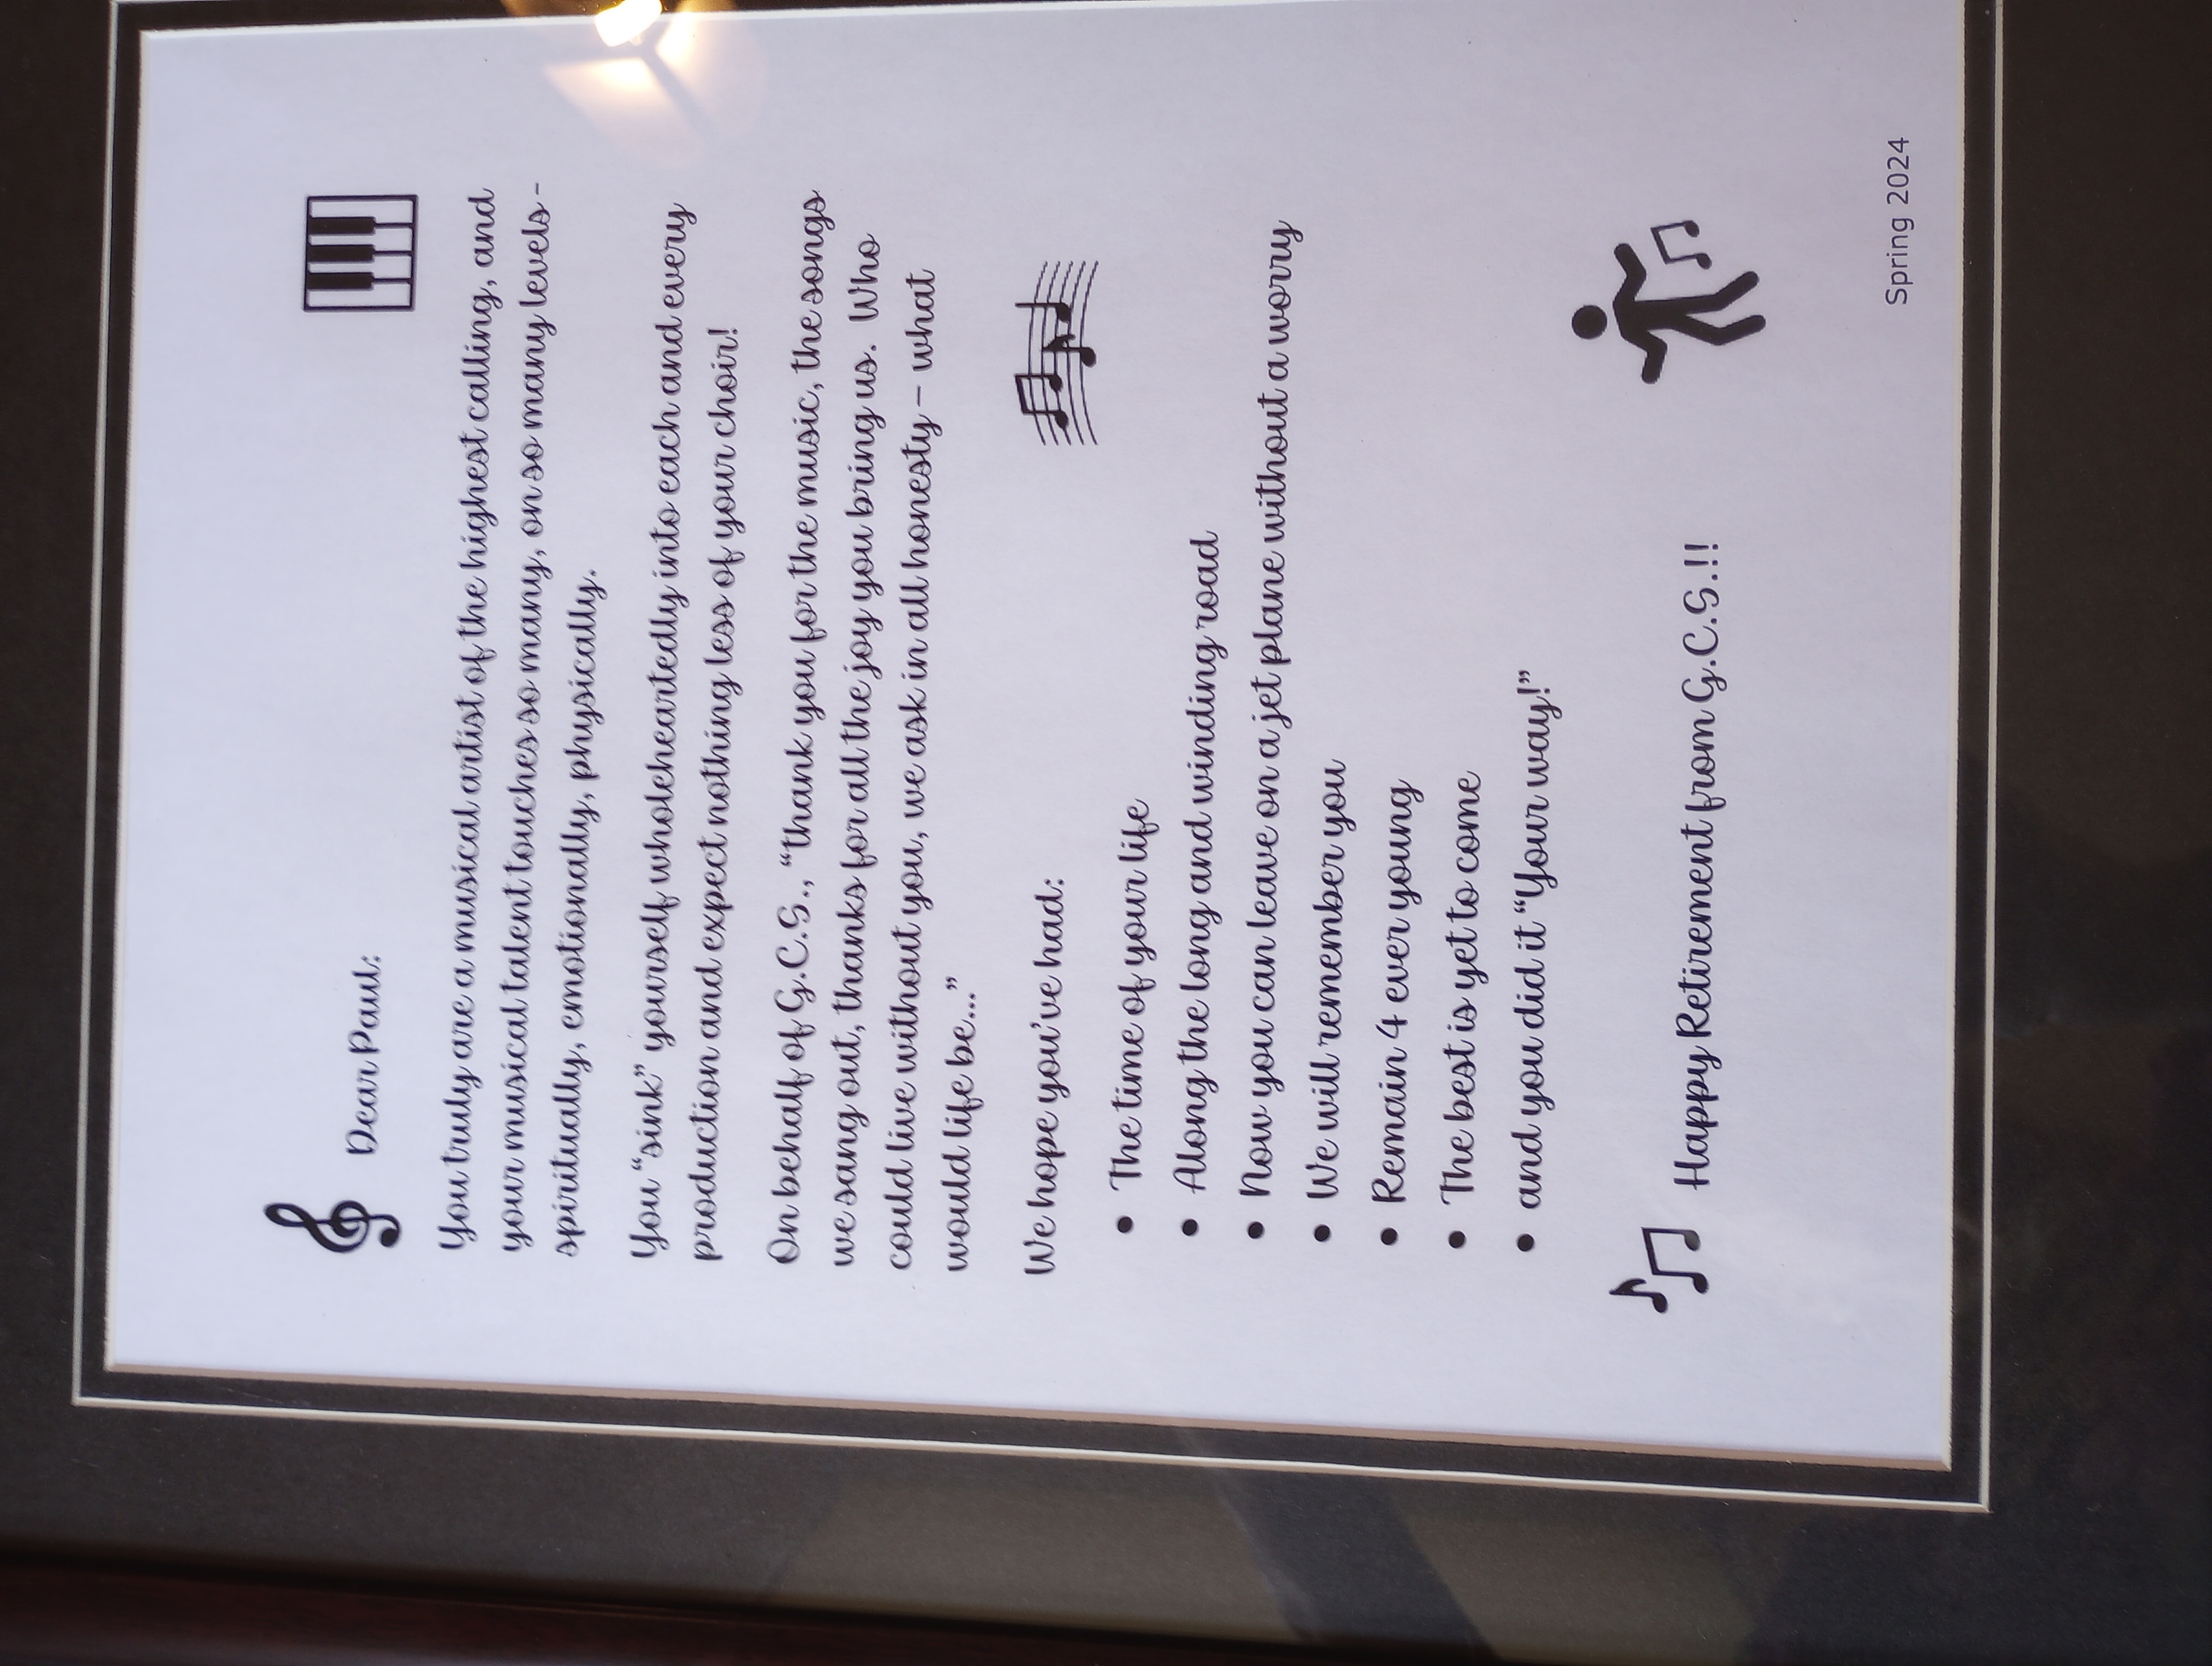 Dear Paul:
You truly are a musical artist of the highest calling, and
your musical talent touches so many, on so many levels -
spiritually, emotionally, physically.
You “sink” yourself wholeheartedly into each and every
production and expect nothing less of your choir!
On behalf of G.C.S., “thank you for the music, the songs
we sang out, thanks for all the joy you bring us. Who
could live without you, we ask in all honesty – what
would life be...”
We hope you've had:
• The time of your life
• Along the long and winding road
• Now you can leave on a jet plane without a worry
• We will remember you
• Remain 4 ever young
• The best is yet to come
• and you did it “Your way!”
Happy Retirement from G.C.S.!!
Spring 2024